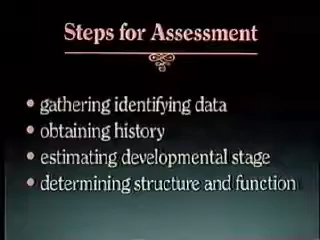 Steps for Assessment
• gathering identifying data
• obtaining history
• estimating developmental stage
• determining structure and function